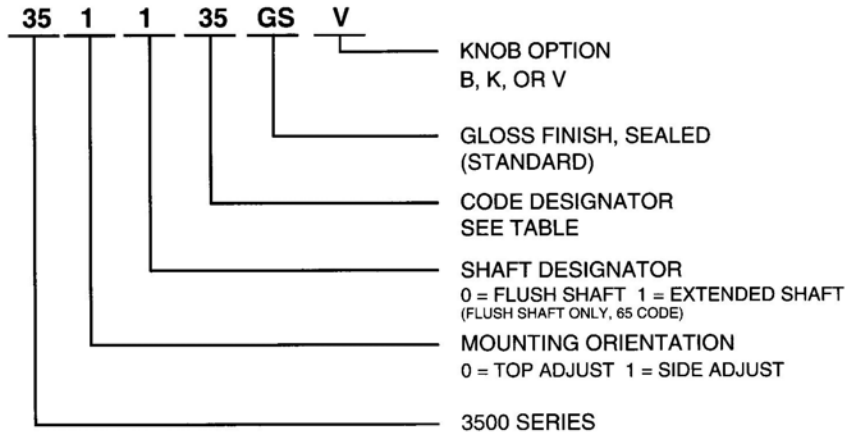 35 1 1 35 GS V
KNOB OPTION
B, K, OR V
GLOSS FINISH, SEALED
(STANDARD)
CODE DESIGNATOR
SEE TABLE
SHAFT DESIGNATOR
0 = FLUSH SHAFT 1 = EXTENDED SHAFT
(FLUSH SHAFT ONLY, 65 CODE)
MOUNTING ORIENTATION
0 = TOP ADJUST 1 = SIDE ADJUST
3500 SERIES